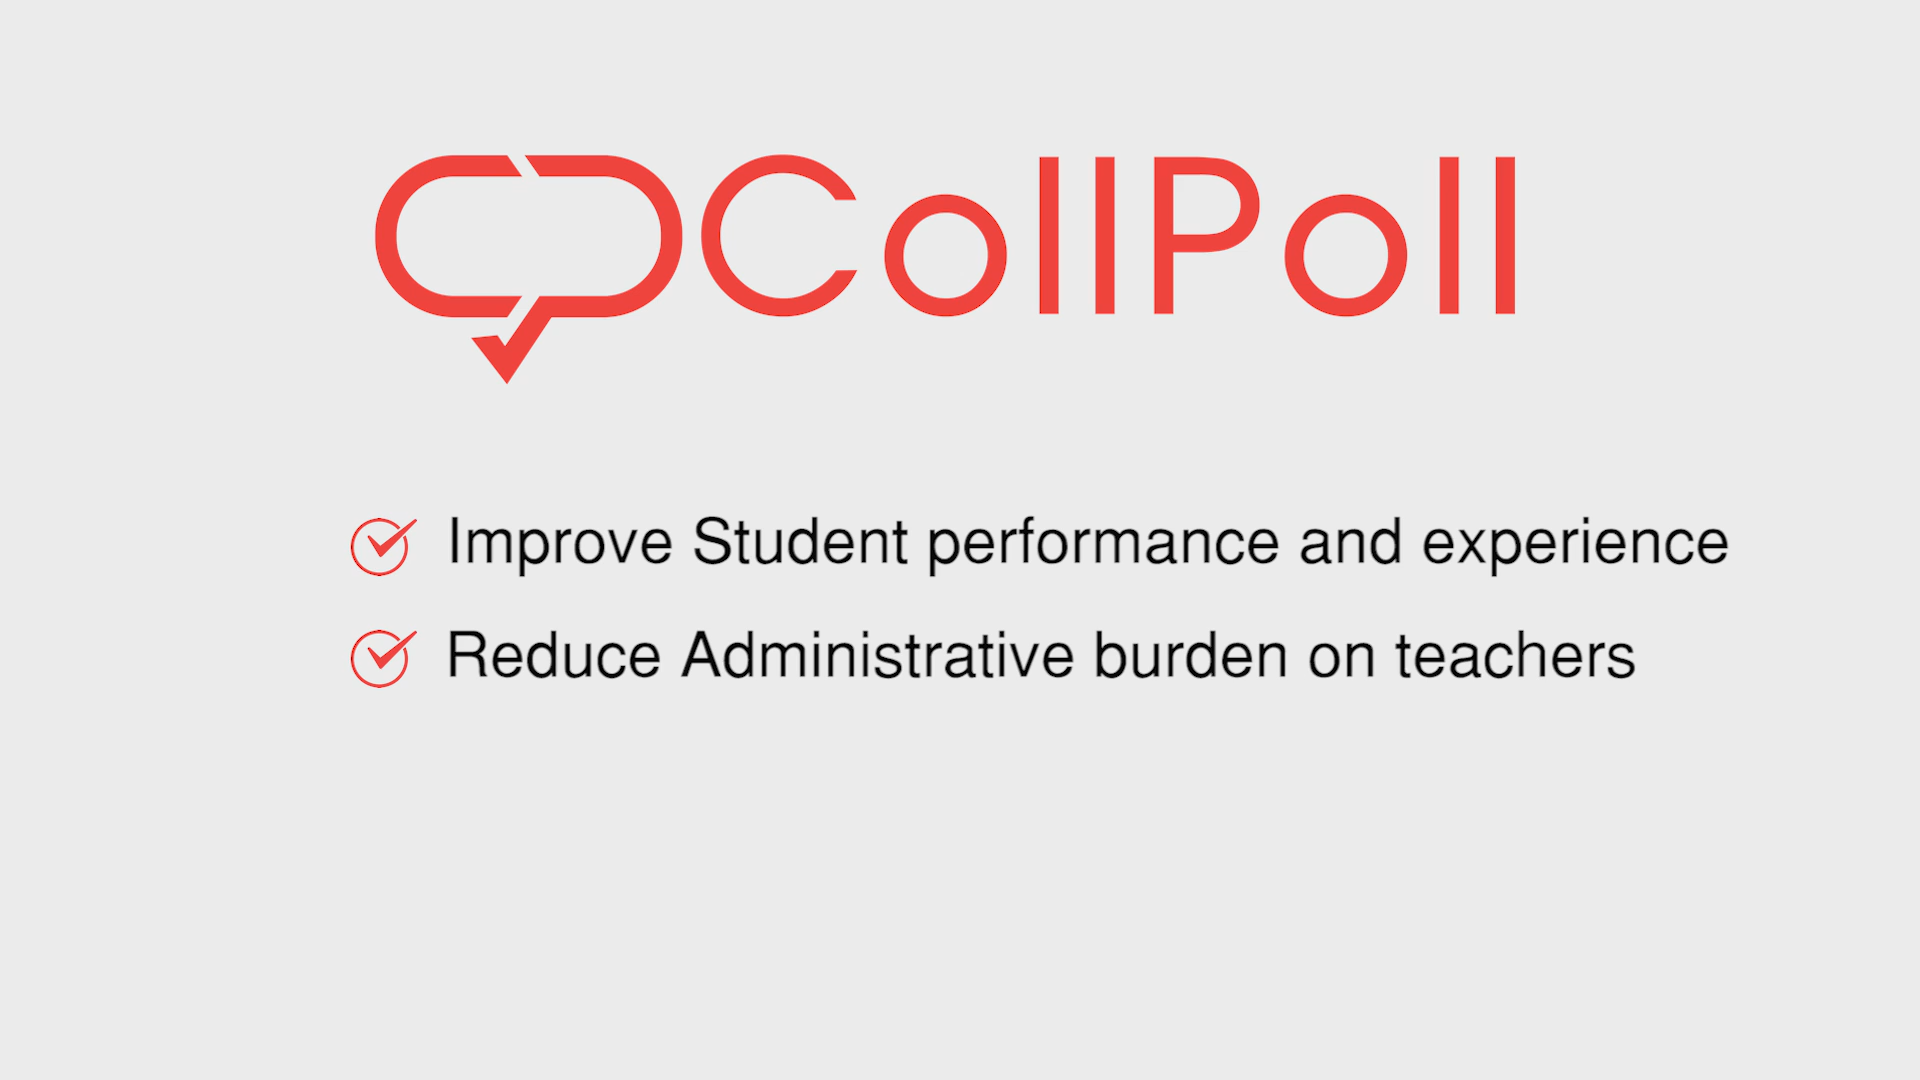 CollPoll
Improve Student performance and experience
Reduce Administrative burden on teachers